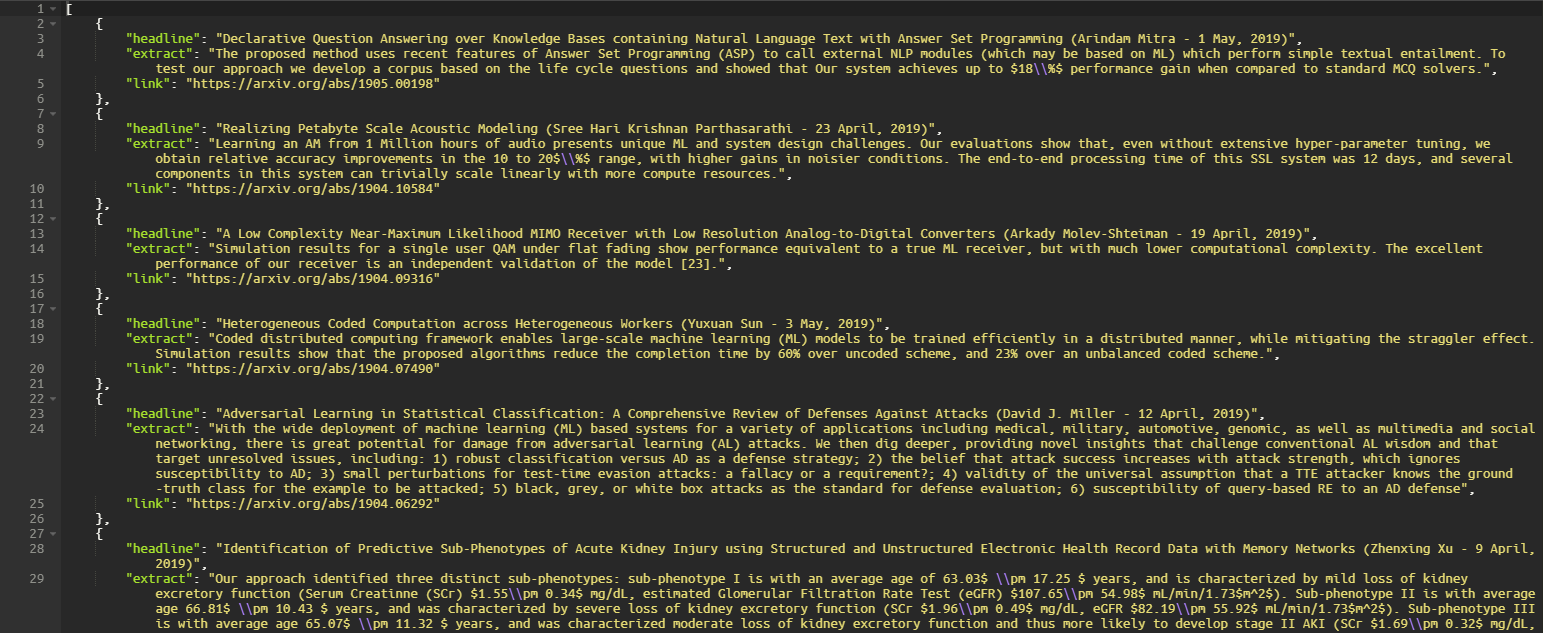 1 [
2 {
3 "headline": "Declarative Question Answering over Knowledge Bases containing Natural Language Text with Answer Set Programming (Arindam Mitra - 1 May, 2019)",
4 "extract": "The proposed method uses recent features of Answer Set Programming (ASP) to call external NLP modules (which may be based on ML) which perform simple textual entailment. To
test our approach we develop a corpus based on the life cycle questions and showed that Our system achieves up to $18\\%$ performance gain when compared to standard MCQ solvers.",
5 "link": "https://arxiv.org/abs/1905.00198"
6 },
7 {
8 "headline": "Realizing Petabyte Scale Acoustic Modeling (Sree Hari Krishnan Parthasarathi - 23 April, 2019)",
9 "extract": "Learning an AM from 1 Million hours of audio presents unique ML and system design challenges. Our evaluations show that, even without extensive hyper-parameter tuning, we
obtain relative accuracy improvements in the 10 to 20$\\%$ range, with higher gains in noisier conditions. The end-to-end processing time of this SSL system was 12 days, and several
components in this system can trivially scale linearly with more compute resources.",
10 "link": "https://arxiv.org/abs/1904.10584"
11 },
12 {
13 "headline": "A Low Complexity Near-Maximum Likelihood MIMO Receiver with Low Resolution Analog-to-Digital Converters (Arkady Molev-Shteiman - 19 April, 2019)",
14 "extract": "Simulation results for a single user QAM under flat fading show performance equivalent to a true ML receiver, but with much lower computational complexity. The excellent
performance of our receiver is an independent validation of the model [23].",
15 "link": "https://arxiv.org/abs/1904.09316"
16 },
17 {
18 "headline": "Heterogeneous Coded Computation across Heterogeneous Workers (Yuxuan Sun - 3 May, 2019)",
19 "extract": "Coded distributed computing framework enables large-scale machine learning (ML) models to be trained efficiently in a distributed manner, while mitigating the straggler effect.
Simulation results show that the proposed algorithms reduce the completion time by 60% over uncoded scheme, and 23% over an unbalanced coded scheme.",
20 "link": "https://arxiv.org/abs/1904.07490"
21 },
22 {
23 "headline": "Adversarial Learning in Statistical Classification: A Comprehensive Review of Defenses Against Attacks (David J. Miller - 12 April, 2019)",
24 "extract": "With the wide deployment of machine learning (ML) based systems for a variety of applications including medical, military, automotive, genomic, as well as multimedia and social
networking, there is great potential for damage from adversarial learning (AL) attacks. We then dig deeper, providing novel insights that challenge conventional AL wisdom and that
target unresolved issues, including: 1) robust classification versus AD as a defense strategy; 2) the belief that attack success increases with attack strength, which ignores
susceptibility to AD; 3) small perturbations for test-time evasion attacks: a fallacy or a requirement?; 4) validity of the universal assumption that a TTE attacker knows the ground
-truth class for the example to be attacked; 5) black, grey, or white box attacks as the standard for defense evaluation; 6) susceptibility of query-based RE to an AD defense",
25 "link": "https://arxiv.org/abs/1904.06292"
26 },
27 {
28 "headline": "Identification of Predictive Sub-Phenotypes of Acute Kidney Injury using Structured and Unstructured Electronic Health Record Data with Memory Networks (Zhenxing Xu - 9 April,
2019)",
29 "extract": "Our approach identified three distinct sub-phenotypes: sub-phenotype I is with an average age of 63.03$ \\pm 17.25 $ years, and is characterized by mild loss of kidney
excretory function (Serum Creatinne (SCr) $1.55\\pm 0.34$ mg/dL, estimated Glomerular Filtration Rate Test (eGFR) $107.65\\pm 54.98$ mL/min/1.73$m^2$). Sub-phenotype II is with average
age 66.81$ \\pm 10.43 $ years, and was characterized by severe loss of kidney excretory function (SCr $1.96\\pm 0.49$ mg/dL, eGFR $82.19\\pm 55.92$ mL/min/1.73$m^2$). Sub-phenotype III
is with average age 65.07$ \\pm 11.32 $ years, and was characterized moderate loss of kidney excretory function and thus more likely to develop stage II AKI (SCr $1.69\\pm 0.32$ mg/dL,